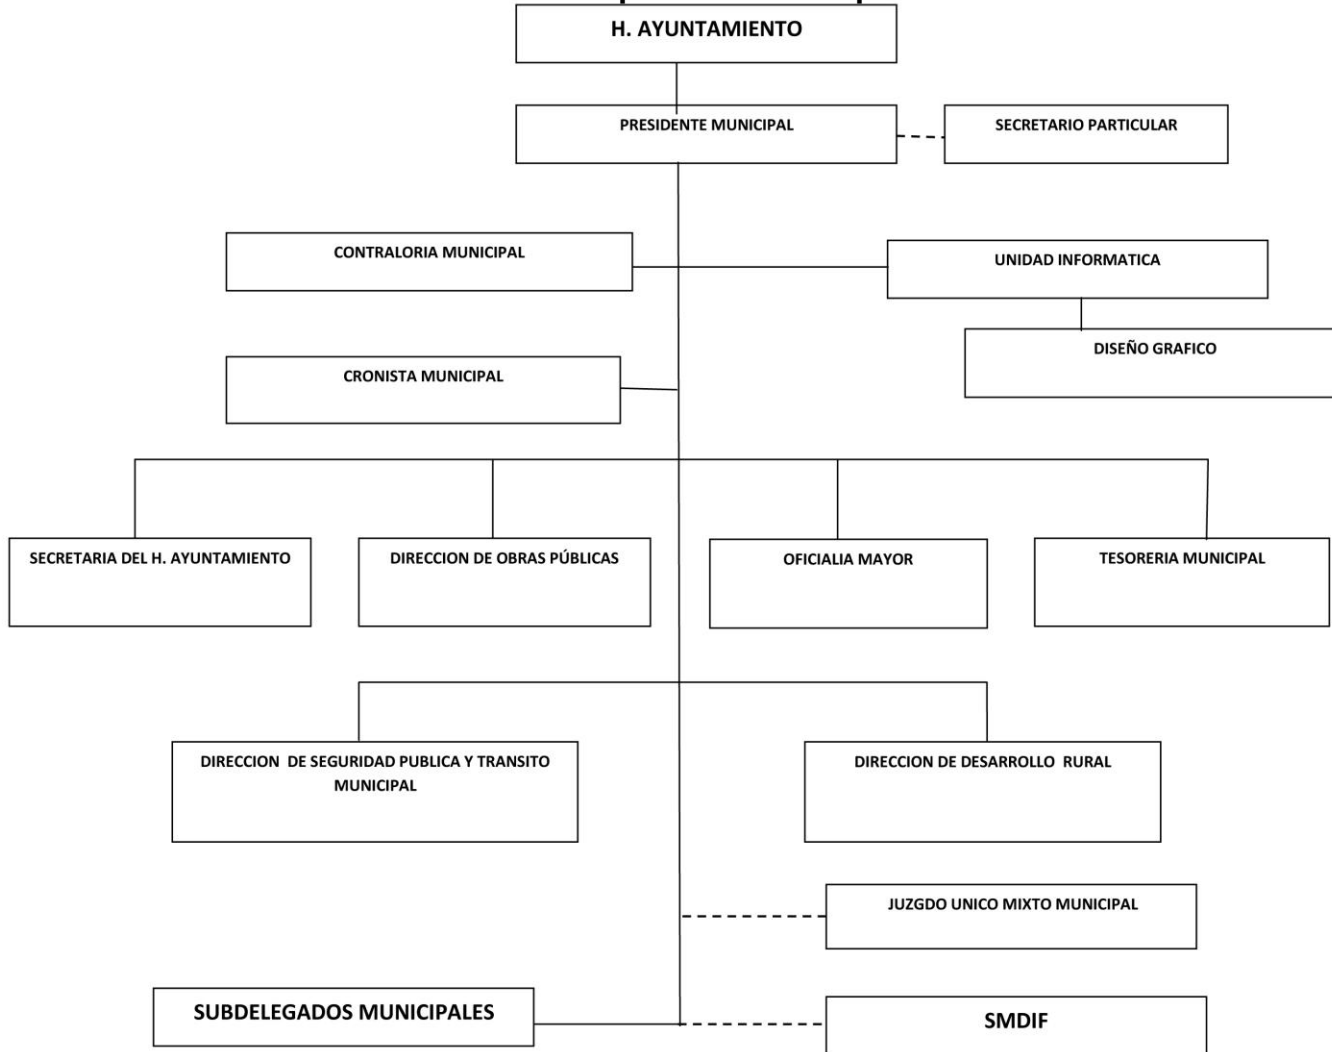 H. AYUNTAMIENTO
PRESIDENTE MUNICIPAL
SECRETARIO PARTICULAR
CONTRALORIA MUNICIPAL
UNIDAD INFORMATICA
DISEÑO GRAFICO
CRONISTA MUNICIPAL
SECRETARIA DEL H. AYUNTAMIENTO
DIRECCION DE OBRAS PÚBLICAS
OFICIALIA MAYOR
TESORERIA MUNICIPAL
DIRECCION DE SEGURIDAD PUBLICA Y TRANSITO
MUNICIPAL
DIRECCION DE DESARROLLO RURAL
JUZGDO UNICO MIXTO MUNICIPAL
SUBDELEGADOS MUNICIPALES
SMDIF